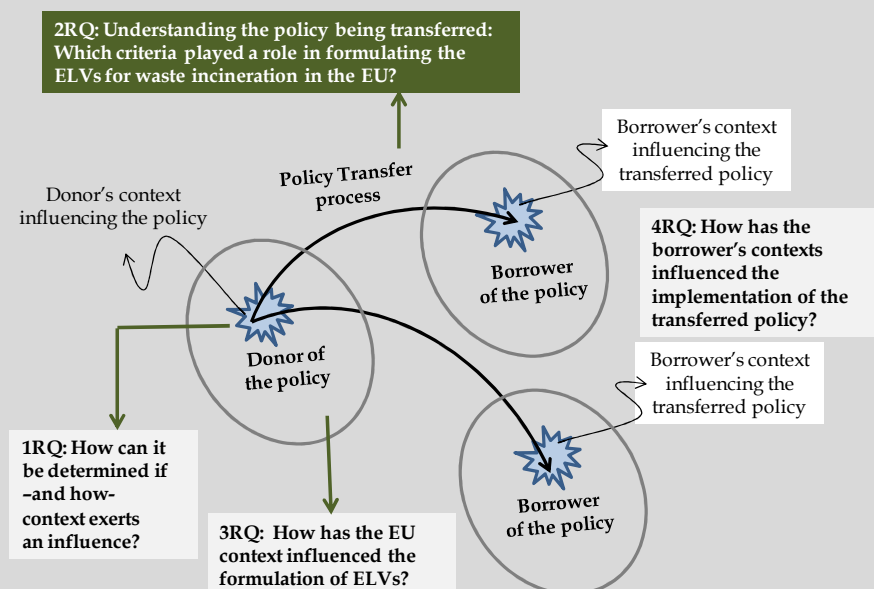 2RQ: Understanding the policy being transferred:
Which criteria played a role in formulating the
ELVs for waste incineration in the EU?
Borrower's context
influencing the
transferred policy
Policy Transfer
process
Donor's context
influencing the policy
4RQ: How has the
borrower's contexts
influenced the
implementation of the
transferred policy?
Borrower
of the policy
Donor of
the policy
Borrower's context
influencing the
transferred policy
1RQ: How can it
be determined if
–and how-
context exerts
an influence?
Borrower
of the policy
3RQ: How has the EU
context influenced the
formulation of ELVs?